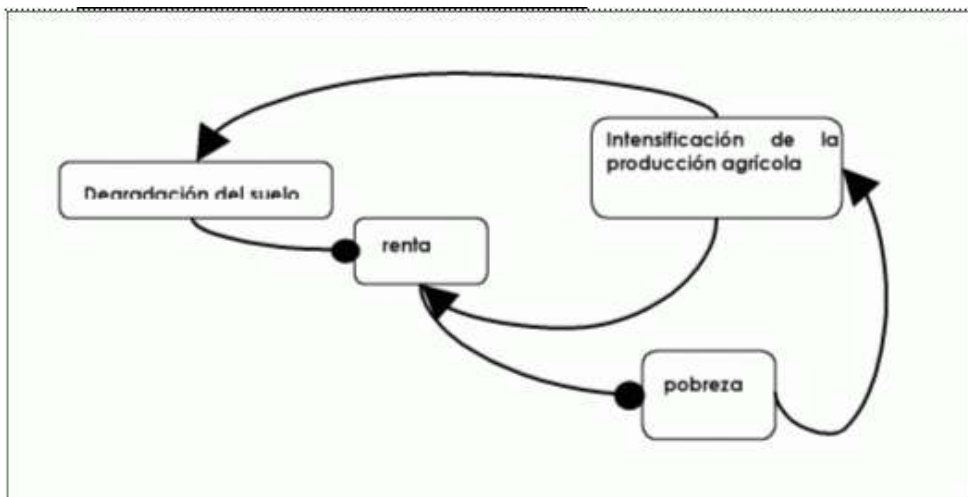 Intensificación de la
producción agrícola
Degradación del suelo
renta
pobreza